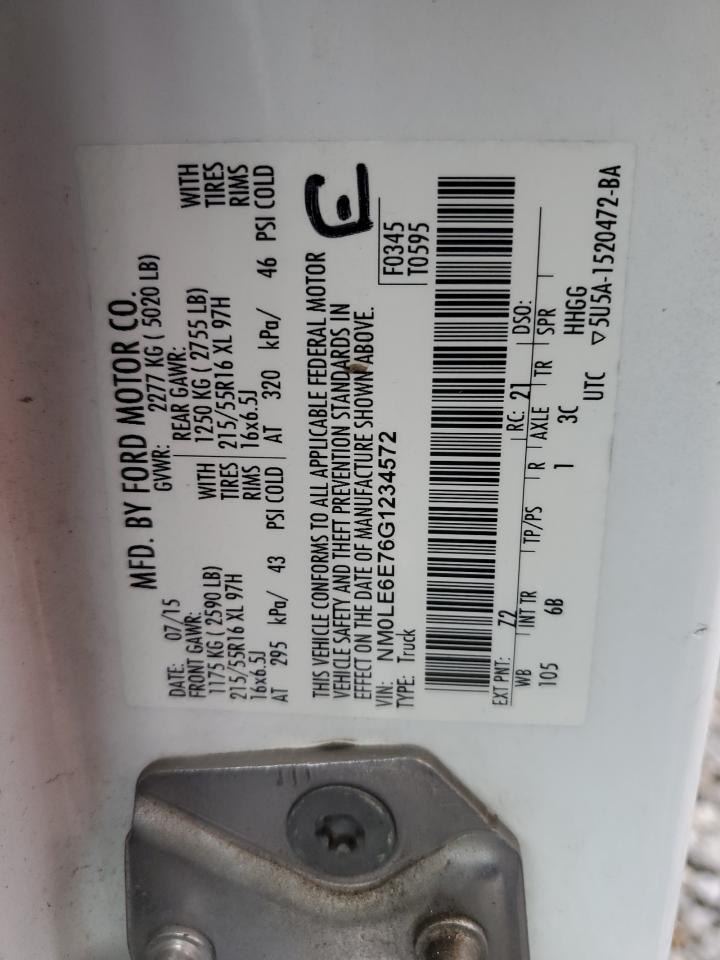 MFD. BY FORD MOTOR CO.
DATE: 07/15
GVWR: 2277 KG ( 5020 LB)
FRONT GAWR:
1175 KG ( 2590 LB)
WITH
215/55R16 XL 97H
TIRES
16x6.5J
RIMS
AT 295 kPa/ 43 PSI COLD
REAR GAWR:
1250 KG ( 2755 LB)
WITH
215/55R16 XL 97H
TIRES
16x6.5J
RIMS
AT 320 kPa/ 46 PSI COLD
THIS VEHICLE CONFORMS TO ALL APPLICABLE FEDERAL MOTOR
VEHICLE SAFETY AND THEFT PREVENTION STANDARDS IN
EFFECT ON THE DATE OF MANUFACTURE SHOWN ABOVE.
VIN: NM0LE6E76G1234572
TYPE: Truck
F0345
T0595
EXT PNT: Z2 RC: 21 DSO:
WB INT TR TP/PS R AXLE TR SPR
105 6B 1 3C HHGG
UTC ▽5U5A-1520472-BA